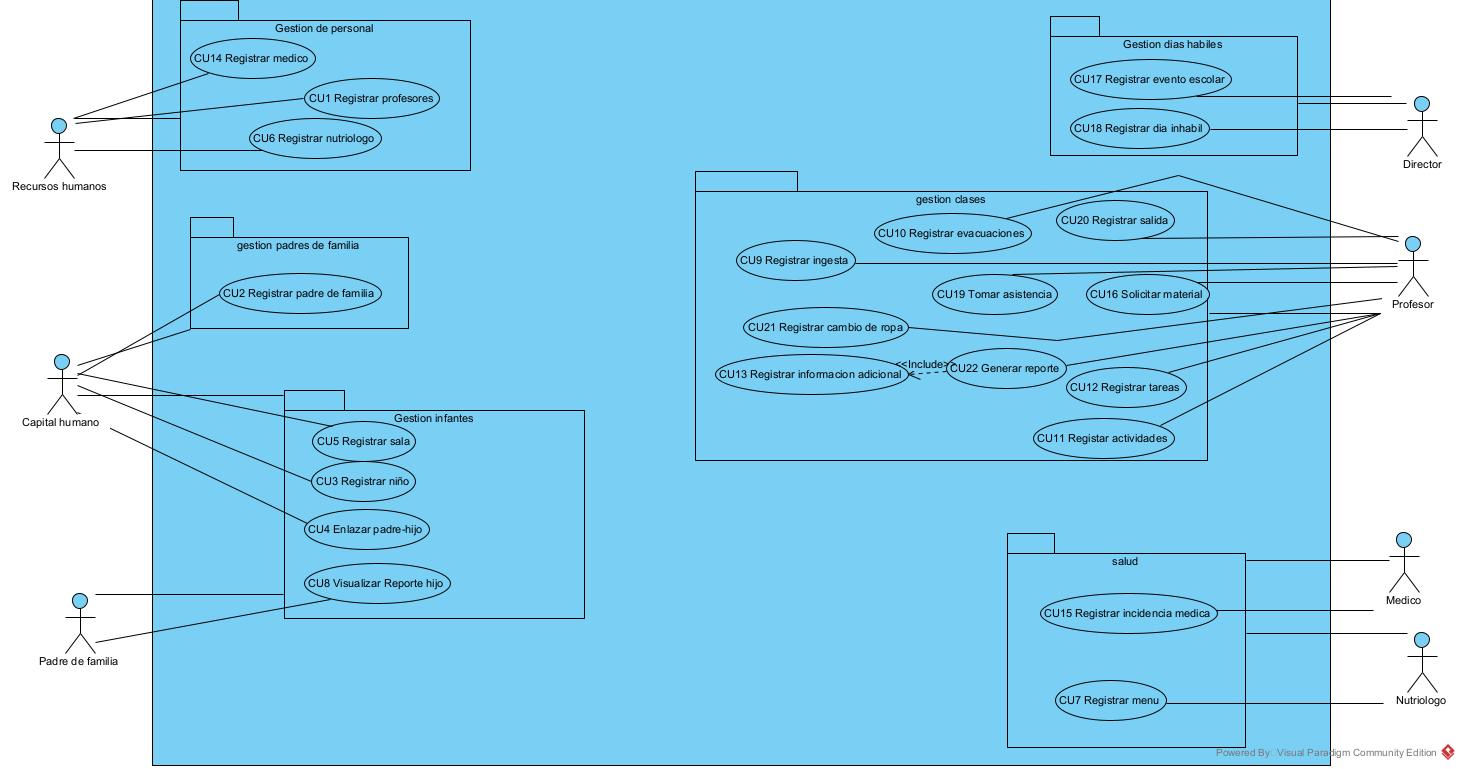 Gestion de personal
CU14 Registrar medico
CU1 Registrar profesores
CU6 Registrar nutriologo
Recursos humanos
Gestion dias habiles
CU17 Registrar evento escolar
CU18 Registrar dia inhabil
Director
gestion padres de familia
CU2 Registrar padre de familia
Capital humano
gestion clases
CU20 Registrar salida
CU10 Registrar evacuaciones
CU9 Registrar ingesta
CU19 Tomar asistencia
CU16 Solicitar material
Profesor
CU21 Registrar cambio de ropa
<<Include>>
CU13 Registrar informacion adicional
CU22 Generar reporte
CU12 Registrar tareas
CU11 Registar actividades
Gestion infantes
CU5 Registrar sala
CU3 Registrar niño
CU4 Enlazar padre-hijo
CU8 Visualizar Reporte hijo
Padre de familia
salud
CU15 Registrar incidencia medica
CU7 Registrar menu
Medico
Nutriologo
Powered By: Visual Paradigm Community Edition